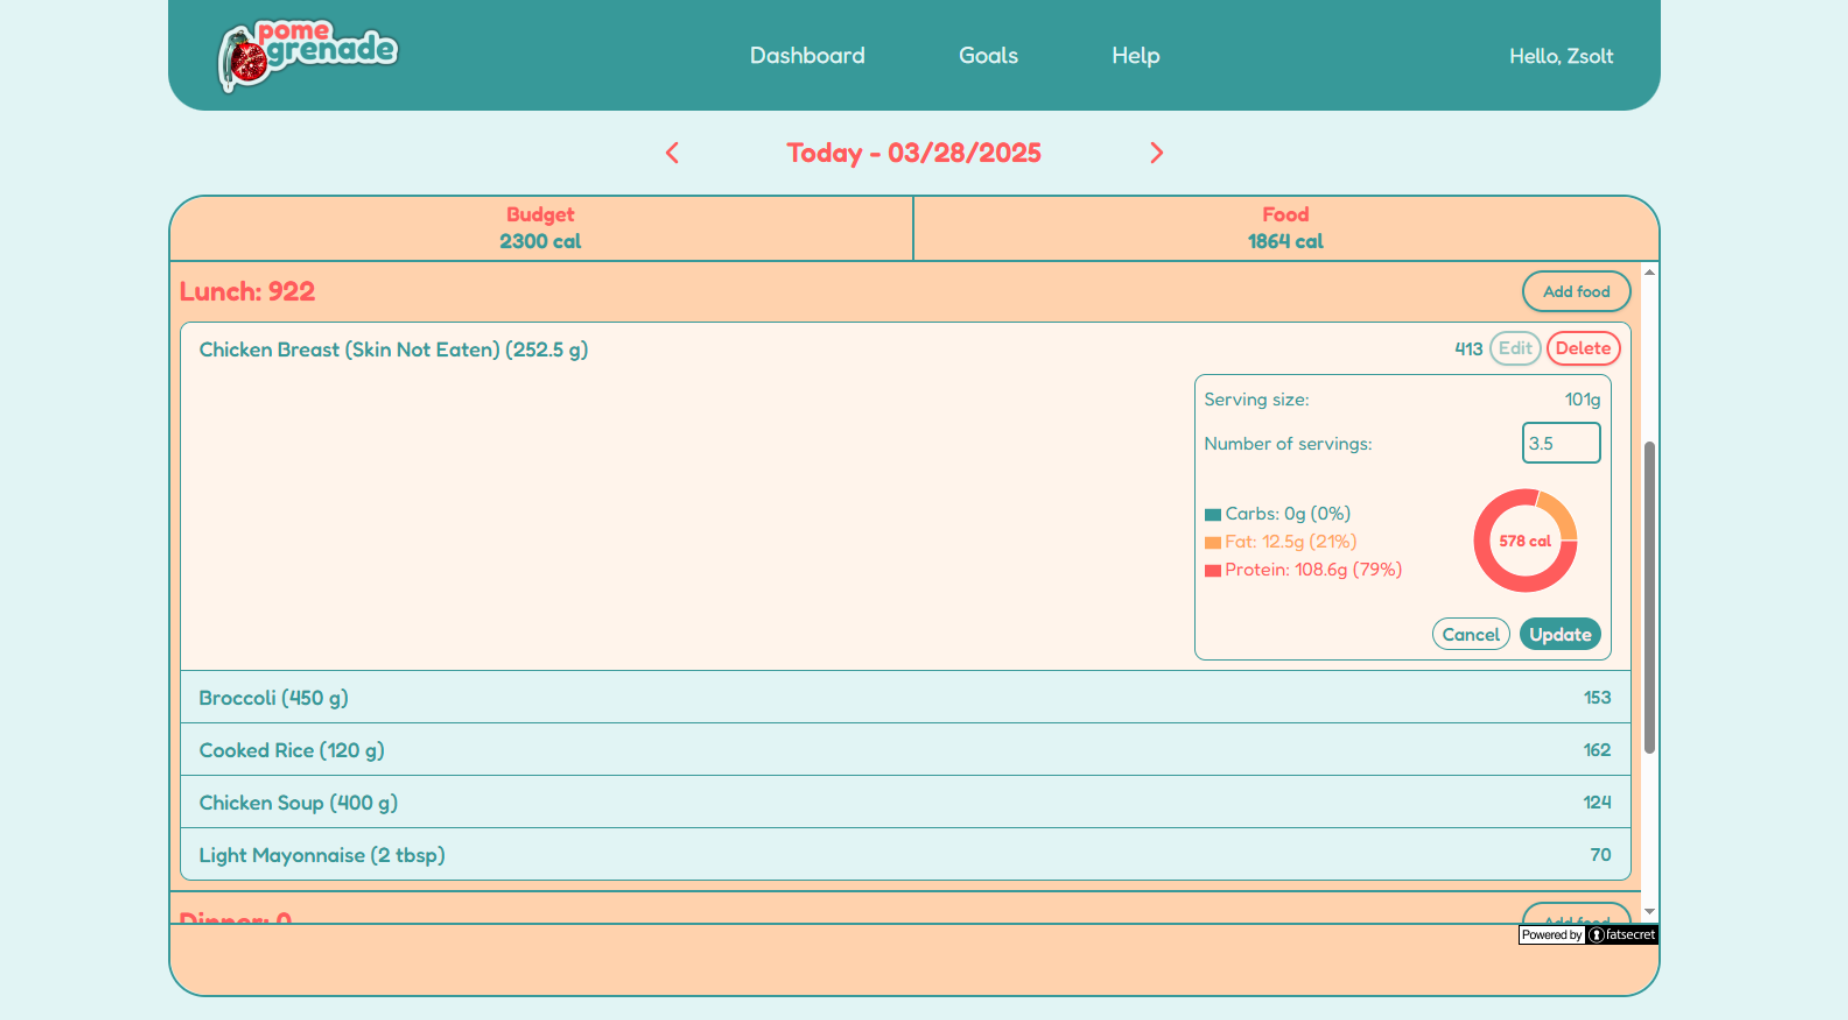 pome
grenade
Dashboard Goals Help Hello, Zsolt
Today - 03/28/2025
Budget
2300 cal
Food
1864 cal
Lunch: 922 Add food
Chicken Breast (Skin Not Eaten) (252.5 g) 413 Edit Delete
Serving size: 101g
Number of servings: 3.5
Carbs: 0g (0%)
Fat: 12.5g (21%)
Protein: 108.6g (79%)
578 cal
Cancel Update
Broccoli (450 g) 153
Cooked Rice (120 g) 162
Chicken Soup (400 g) 124
Light Mayonnaise (2 tbsp) 70
Dinner: 0 Add food
Powered by fatsecret